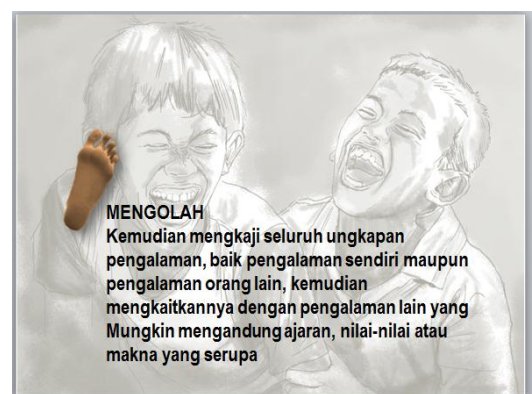 MENGOLAH
Kemudian mengkaji seluruh ungkapan
pengalaman, baik pengalaman sendiri maupun
pengalaman orang lain, kemudian
mengkaitkannya dengan pengalaman lain yang
Mungkin mengandung ajaran, nilai-nilai atau
makna yang serupa